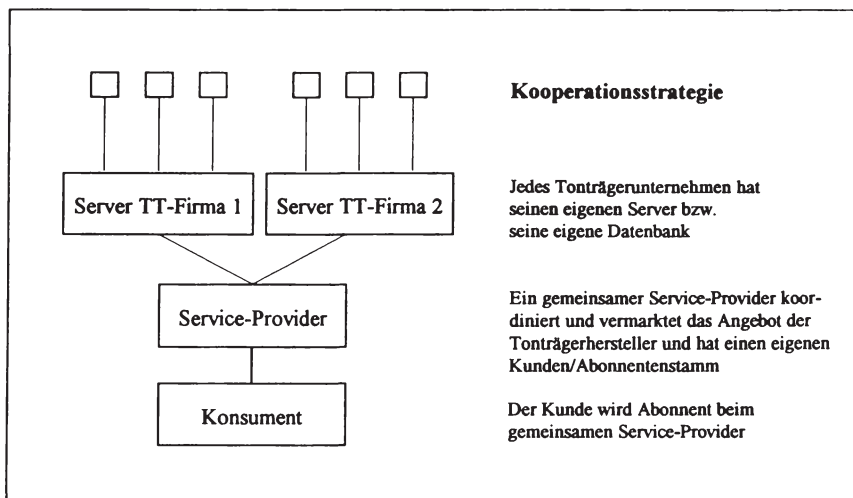 Kooperationsstrategie
Server TT-Firma 1
Server TT-Firma 2
Jedes Tonträgerunternehmen hat
seinen eigenen Server bzw.
seine eigene Datenbank
Service-Provider
Ein gemeinsamer Service-Provider koor-
diniert und vermarktet das Angebot der
Tonträgerhersteller und hat einen eigenen
Kunden/Abonnentenstamm
Konsument
Der Kunde wird Abonnent beim
gemeinsamen Service-Provider